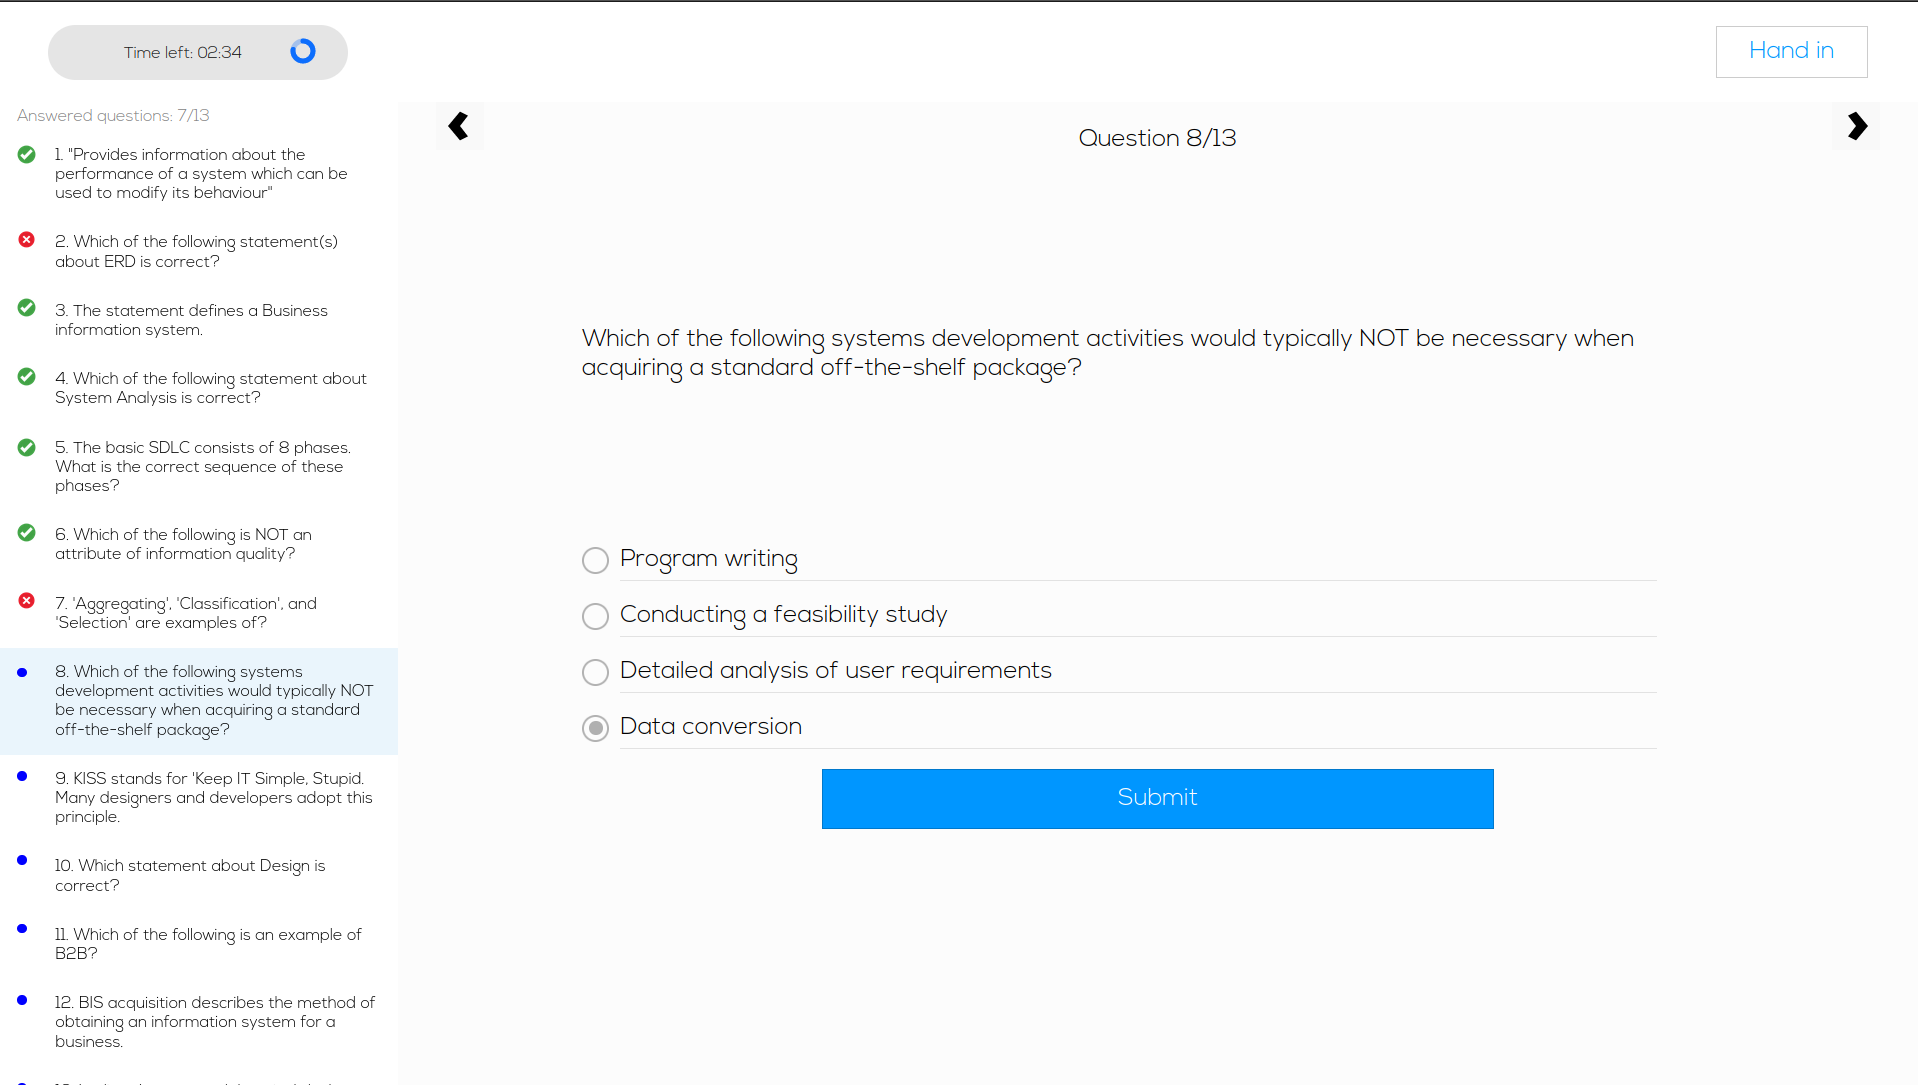 Time left: 02:34
Hand in
Answered questions: 7/13
1. "Provides information about the
performance of a system which can be
used to modify its behaviour"
2. Which of the following statement(s)
about ERD is correct?
3. The statement defines a Business
information system.
4. Which of the following statement about
System Analysis is correct?
5. The basic SDLC consists of 8 phases.
What is the correct sequence of these
phases?
6. Which of the following is NOT an
attribute of information quality?
7. 'Aggregating', 'Classification', and
'Selection' are examples of?
8. Which of the following systems
development activities would typically NOT
be necessary when acquiring a standard
off-the-shelf package?
9. KISS stands for 'Keep IT Simple, Stupid.
Many designers and developers adopt this
principle.
10. Which statement about Design is
correct?
11. Which of the following is an example of
B2B?
12. BIS acquisition describes the method of
obtaining an information system for a
business.
Question 8/13
Which of the following systems development activities would typically NOT be necessary when
acquiring a standard off-the-shelf package?
Program writing
Conducting a feasibility study
Detailed analysis of user requirements
Data conversion
Submit